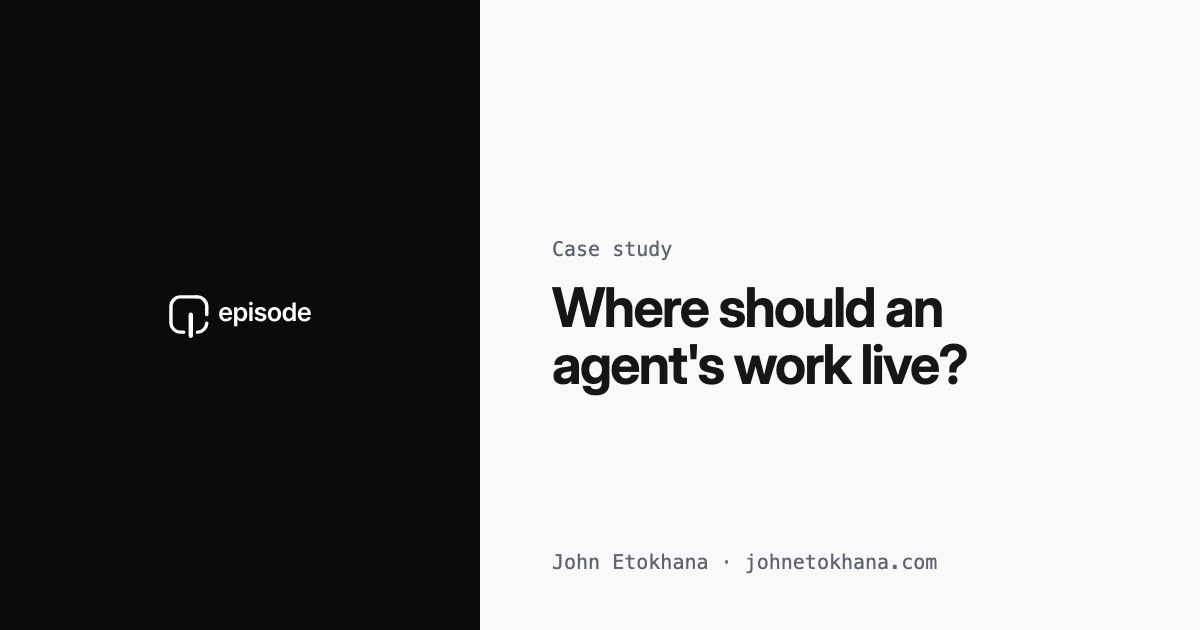 episode
Case study
Where should an
agent's work live?
John Etokhana · johnetokhana.com